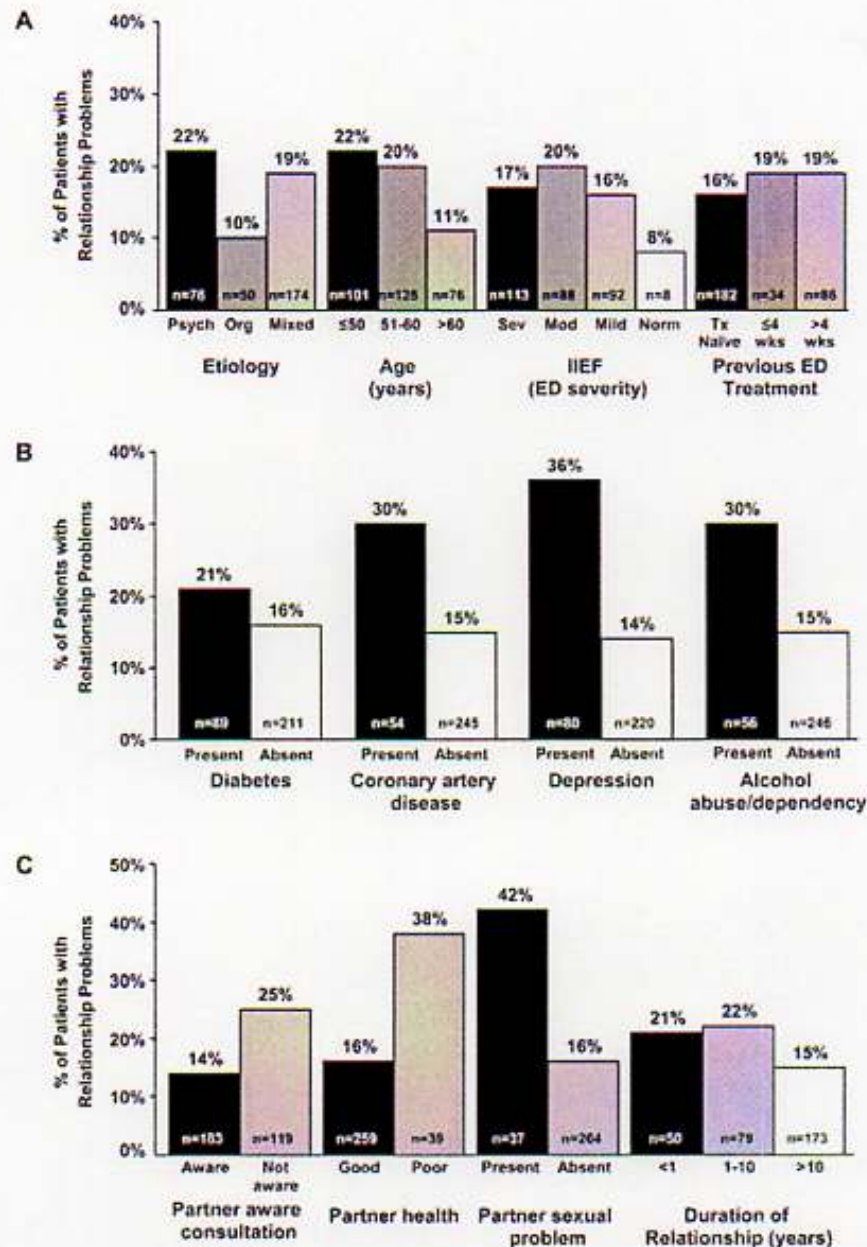 A
% of Patients with
Relationship Problems
40%
30%
20%
10%
0%
22%
10%
19%
22%
20%
11%
17%
20%
16%
8%
16%
19%
19%
n=50
n=174
n=101
n=76
n=113
n=92
n=8
n=182
n=34
Psych Org Mixed ≤50 51-60 >60 Sev Mod Mild Norm Tx ≤4 >4
Naïve wks wks
Etiology Age IIEF Previous ED
(years) (ED severity) Treatment
B
% of Patients with
Relationship Problems
40%
30%
20%
10%
0%
21%
16%
30%
15%
36%
14%
30%
15%
n=89 n=211 n=54 n=245 n=80 n=220 n=56 n=246
Present Absent Present Absent Present Absent Present Absent
Diabetes Coronary artery Depression Alcohol
disease abuse/dependency
C
% of Patients with
Relationship Problems
50%
40%
30%
20%
10%
0%
14%
25%
16%
38%
42%
16%
21%
22%
15%
n=183 n=119 n=259 n=39 n=37 n=264 n=50 n=79 n=173
Aware Not Good Poor Present Absent <1 1-10 >10
aware
Partner aware Partner health Partner sexual Duration of
consultation problem Relationship (years)